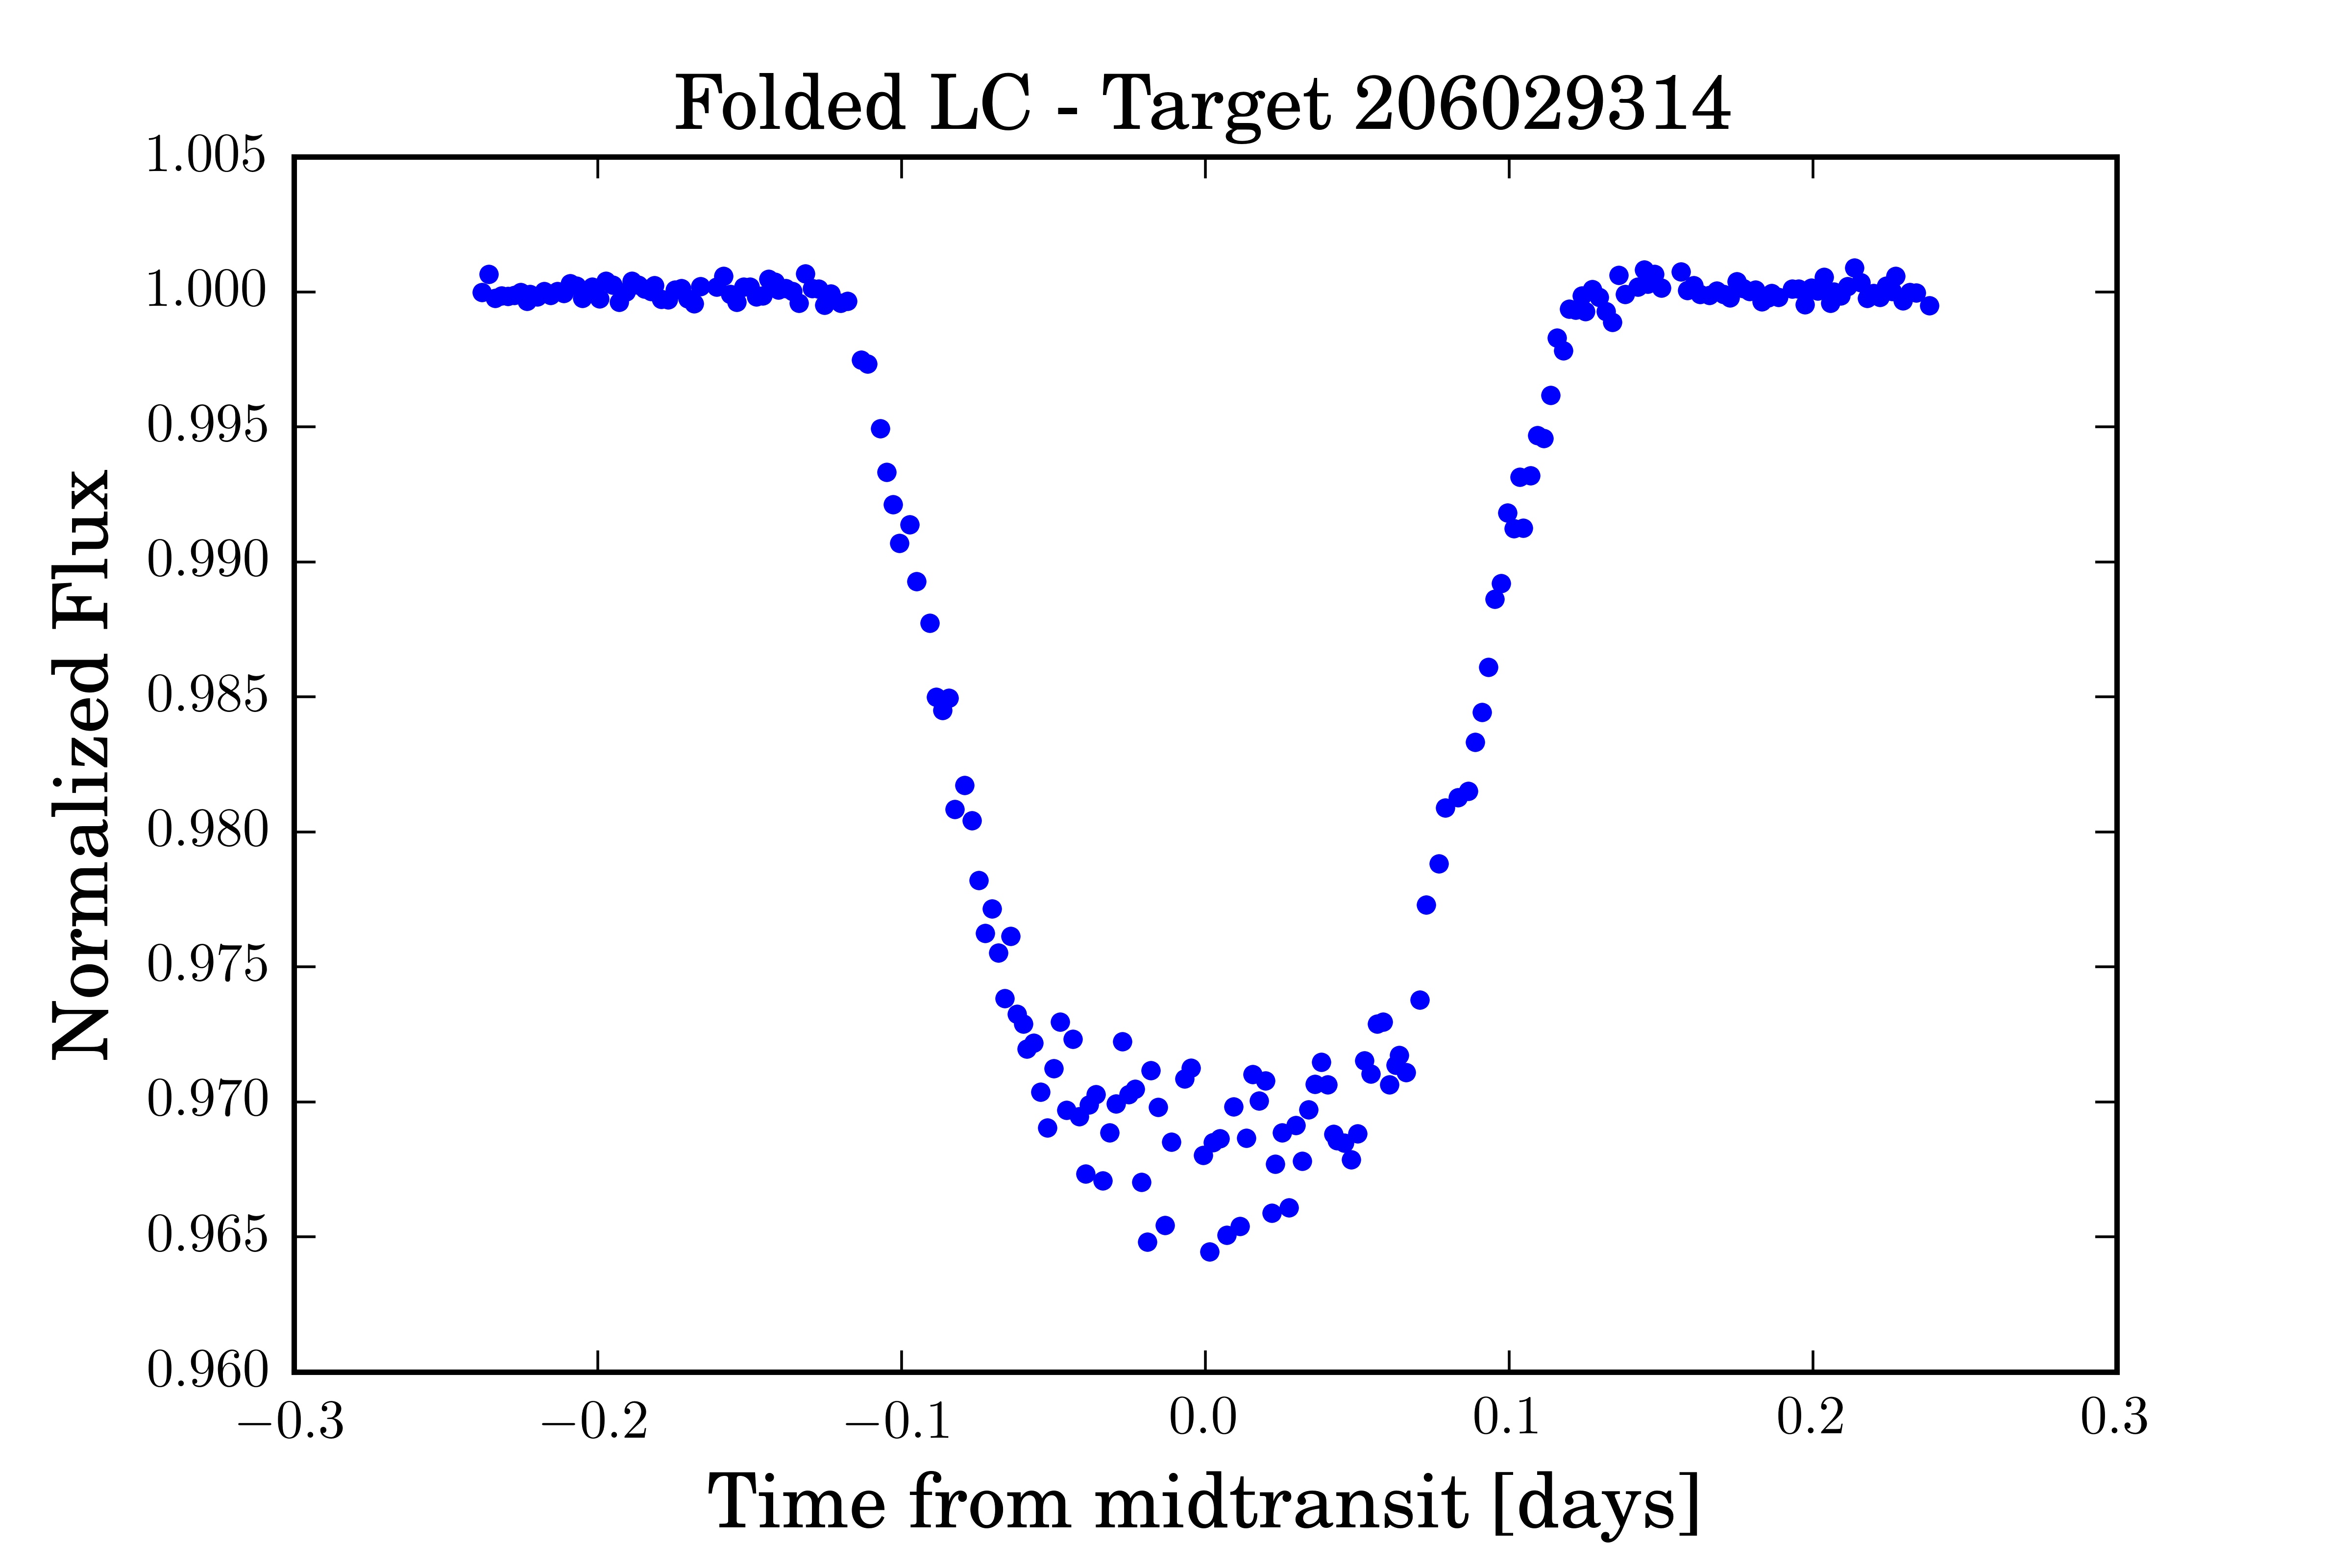 Folded LC - Target 206029314
1.005
1.000
0.995
0.990
0.985
0.980
0.975
0.970
0.965
0.960
Normalized Flux
−0.3 −0.2 −0.1 0.0 0.1 0.2 0.3
Time from midtransit [days]